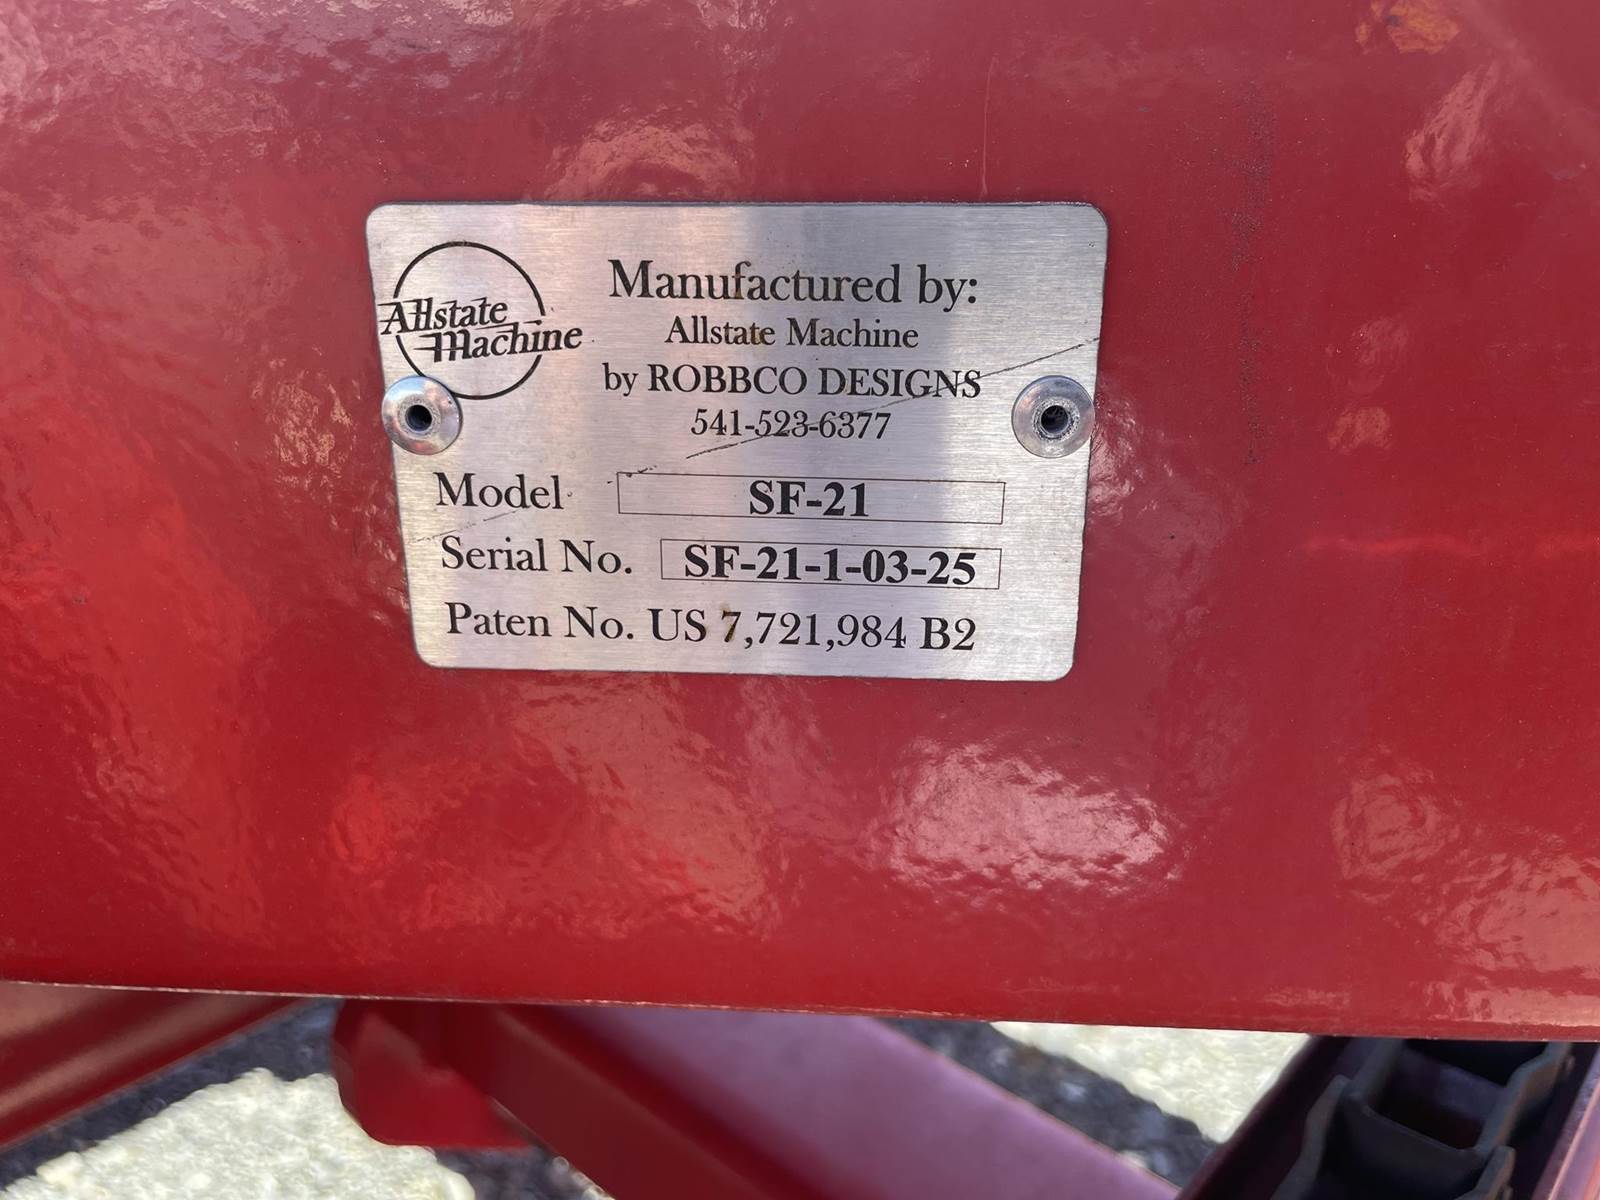 Allstate
Machine
Manufactured by:
Allstate Machine
by ROBBCO DESIGNS
541-523-6377
Model SF-21
Serial No. SF-21-1-03-25
Paten No. US 7,721,984 B2